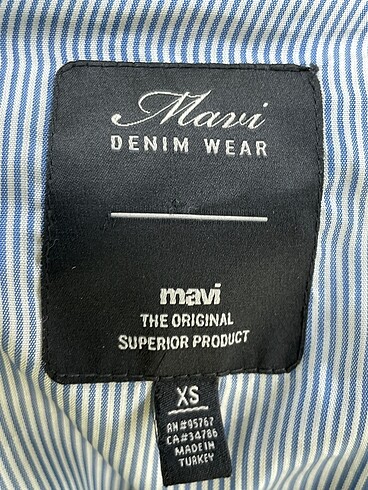 Mavi
DENIM WEAR
mavi
THE ORIGINAL
SUPERIOR PRODUCT
XS
RN#95767
CA#34786
MADE IN
TURKEY